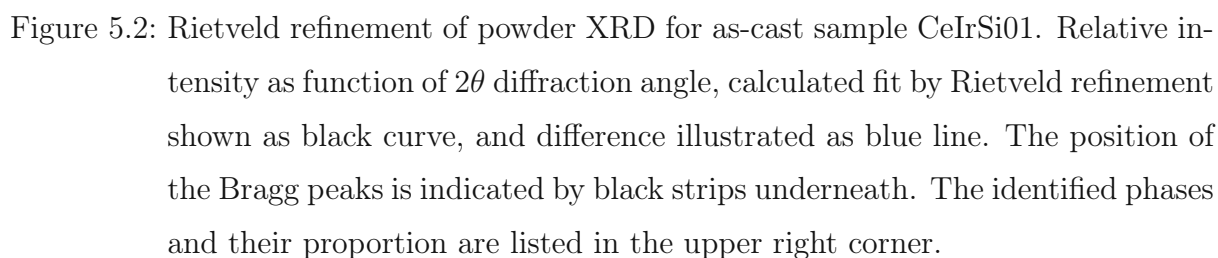 Figure 5.2: Rietveld refinement of powder XRD for as-cast sample CeIrSi01. Relative in-
tensity as function of 2θ diffraction angle, calculated fit by Rietveld refinement
shown as black curve, and difference illustrated as blue line. The position of
the Bragg peaks is indicated by black strips underneath. The identified phases
and their proportion are listed in the upper right corner.